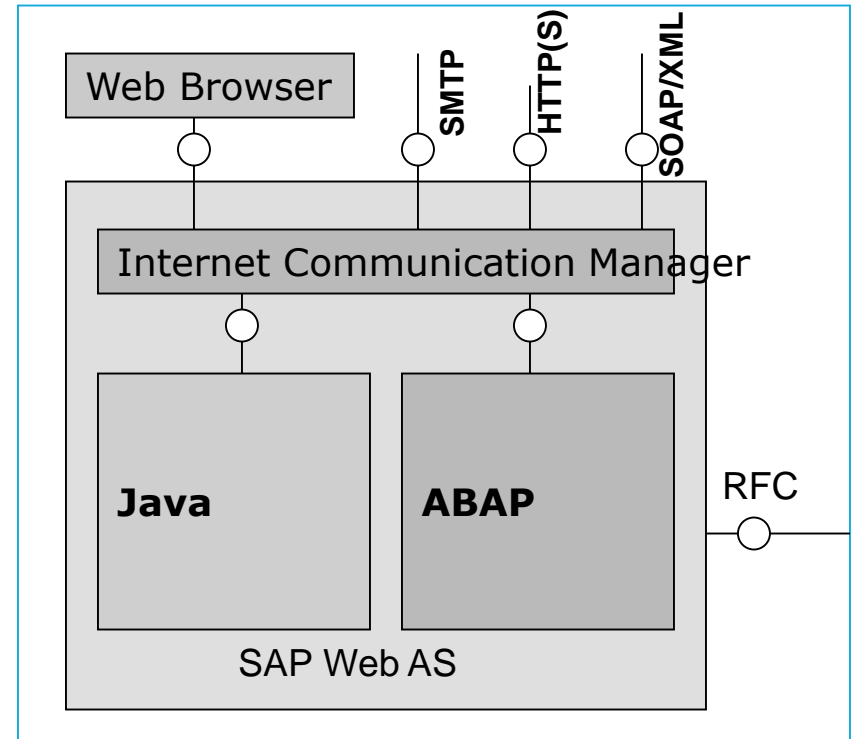 Web Browser
SMTP
HTTP(S)
SOAP/XML
Internet Communication Manager
Java
ABAP
RFC
SAP Web AS